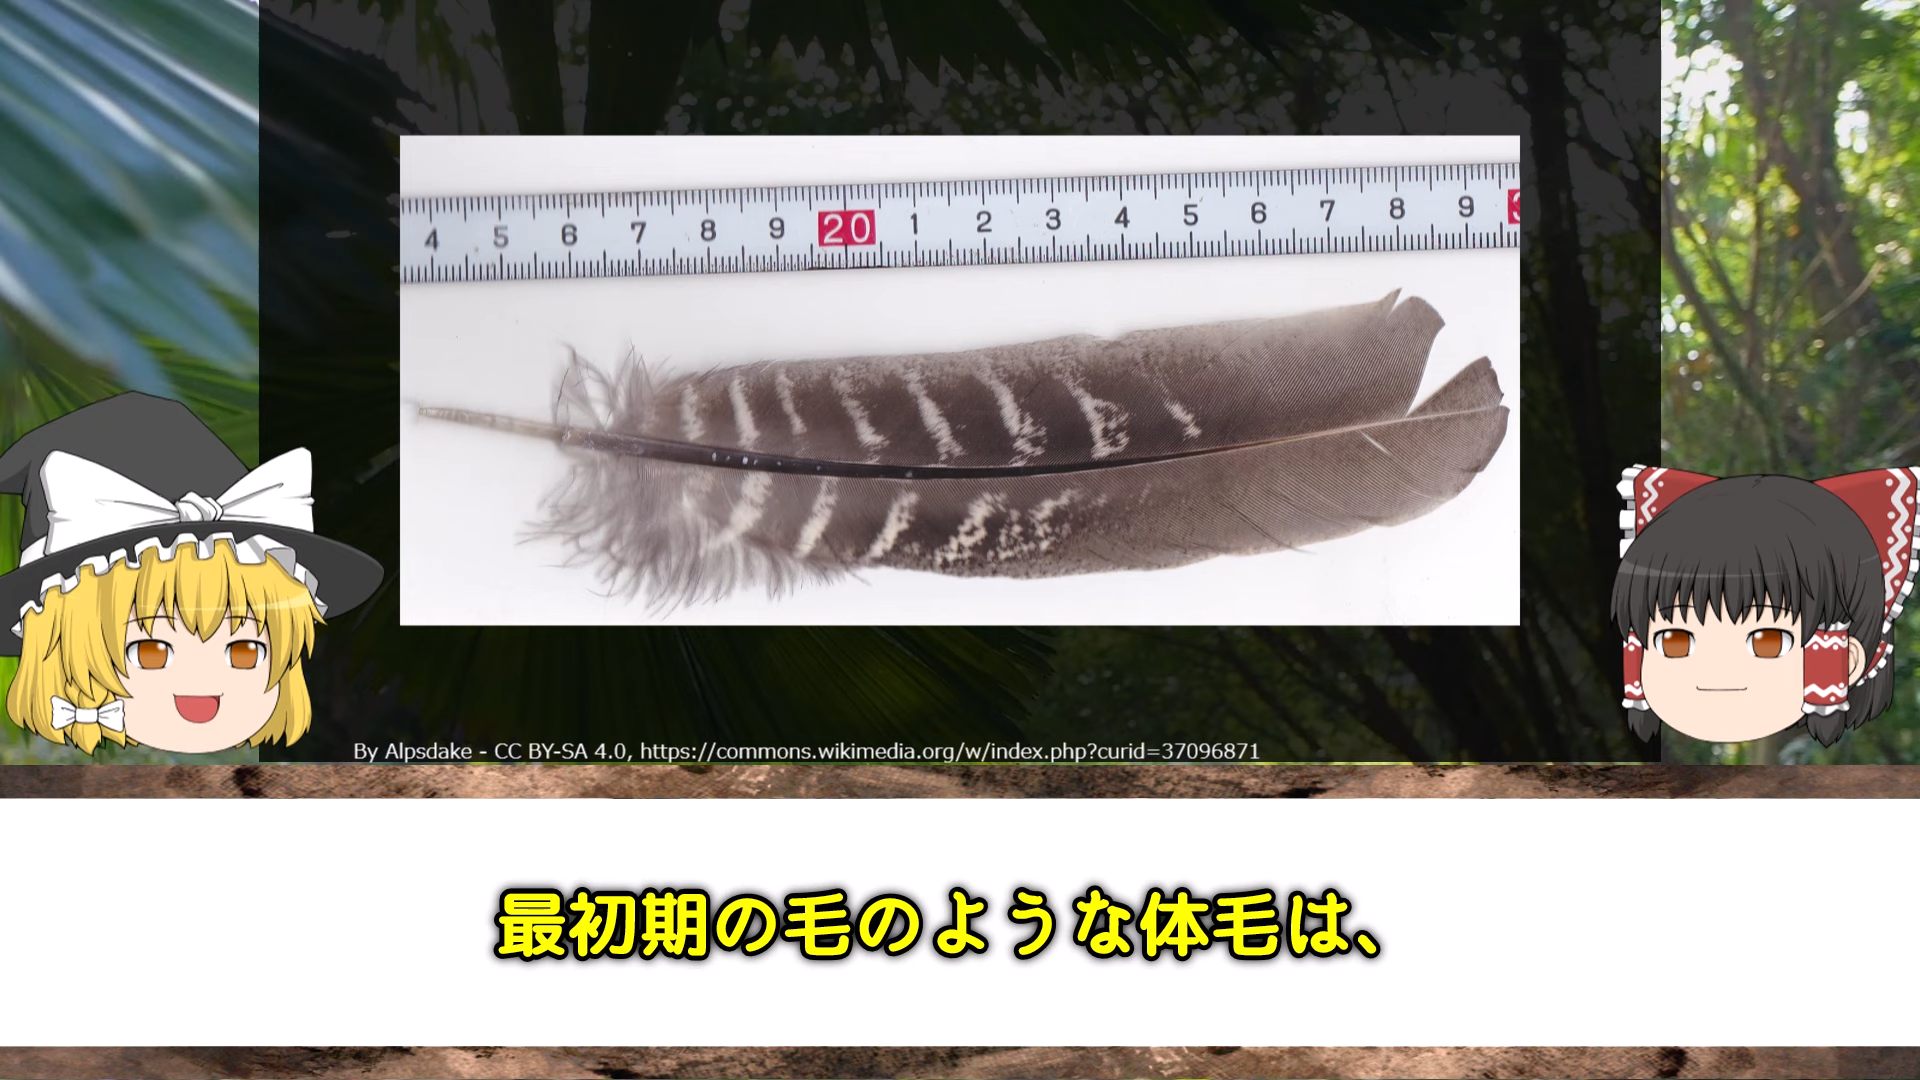 4 5 6 7 8 9 20 1 2 3 4 5 6 7 8 9
By Alpsdake - CC BY-SA 4.0, https://commons.wikimedia.org/w/index.php?curid=37096871
最初期の毛のような体毛は、